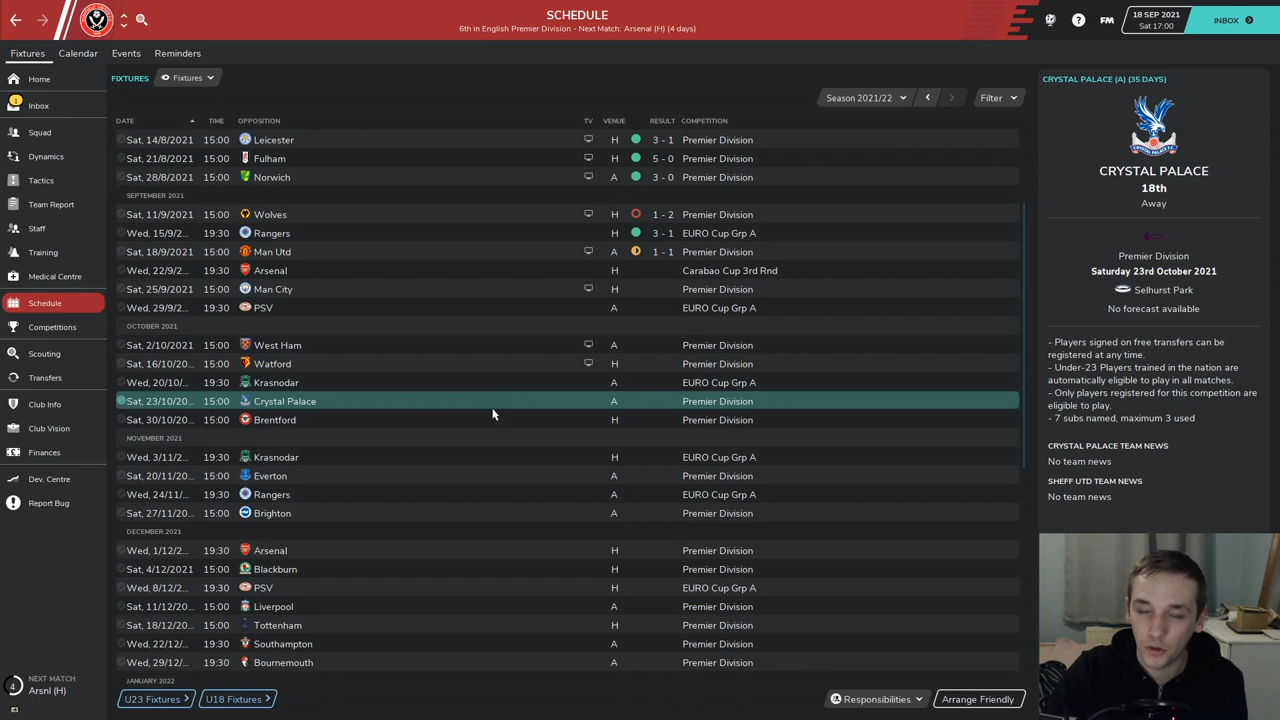 SCHEDULE
6th in English Premier Division - Next Match: Arsenal (H) (4 days)
FM
18 SEP 2021
Sat 17:00
INBOX
Fixtures
Calendar
Events
Reminders
Home
1
Inbox
Squad
Dynamics
Tactics
Team Report
Staff
Training
Medical Centre
Schedule
Competitions
Scouting
Transfers
Club Info
Club Vision
Finances
Dev. Centre
Report Bug
NEXT MATCH
4 Arsnl (H)
FIXTURES Fixtures
Season 2021/22 Filter
DATE TIME OPPOSITION TV VENUE RESULT COMPETITION
Sat, 14/8/2021 15:00 Leicester H 3 - 1 Premier Division
Sat, 21/8/2021 15:00 Fulham H 5 - 0 Premier Division
Sat, 28/8/2021 15:00 Norwich A 3 - 0 Premier Division
SEPTEMBER 2021
Sat, 11/9/2021 15:00 Wolves H 1 - 2 Premier Division
Wed, 15/9/2... 19:30 Rangers H 3 - 1 EURO Cup Grp A
Sat, 18/9/2021 15:00 Man Utd A 1 - 1 Premier Division
Wed, 22/9/2... 19:30 Arsenal H Carabao Cup 3rd Rnd
Sat, 25/9/2021 15:00 Man City H Premier Division
Wed, 29/9/2... 19:30 PSV A EURO Cup Grp A
OCTOBER 2021
Sat, 2/10/2021 15:00 West Ham A Premier Division
Sat, 16/10/20... 15:00 Watford H Premier Division
Wed, 20/10/... 19:30 Krasnodar A EURO Cup Grp A
Sat, 23/10/20... 15:00 Crystal Palace A Premier Division
Sat, 30/10/20... 15:00 Brentford H Premier Division
NOVEMBER 2021
Wed, 3/11/2... 19:30 Krasnodar H EURO Cup Grp A
Sat, 20/11/20... 15:00 Everton A Premier Division
Wed, 24/11/... 19:30 Rangers A EURO Cup Grp A
Sat, 27/11/20... 15:00 Brighton A Premier Division
DECEMBER 2021
Wed, 1/12/2... 19:30 Arsenal H Premier Division
Sat, 4/12/2021 15:00 Blackburn H Premier Division
Wed, 8/12/2... 19:30 PSV H EURO Cup Grp A
Sat, 11/12/20... 15:00 Liverpool A Premier Division
Sat, 18/12/20... 15:00 Tottenham H Premier Division
Wed, 22/12/... 19:30 Southampton A Premier Division
Wed, 29/12/... 19:30 Bournemouth A Premier Division
JANUARY 2022
U23 Fixtures
U18 Fixtures
Responsibilities
Arrange Friendly
CRYSTAL PALACE (A) (35 DAYS)
CRYSTAL PALACE
18th
Away
Premier Division
Saturday 23rd October 2021
Selhurst Park
No forecast available
- Players signed on free transfers can be
registered at any time.
- Under-23 Players trained in the nation are
automatically eligible to play in all matches.
- Only players registered for this competition are
eligible to play.
- 7 subs named, maximum 3 used
CRYSTAL PALACE TEAM NEWS
No team news
SHEFF UTD TEAM NEWS
No team news